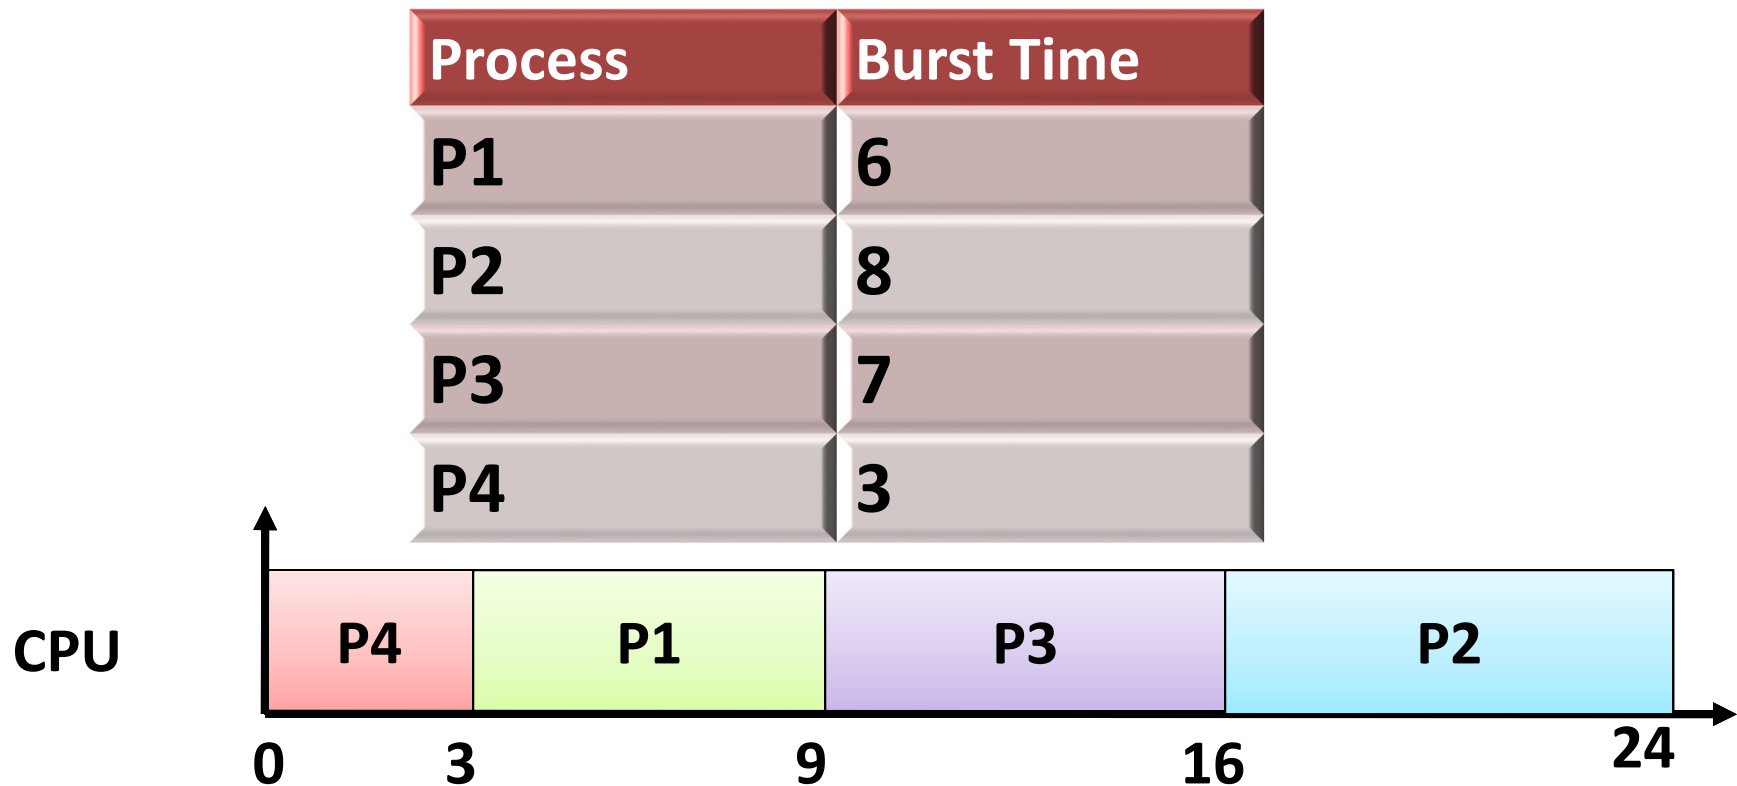 Process Burst Time
P1 6
P2 8
P3 7
P4 3
CPU P4 P1 P3 P2
0 3 9 16 24